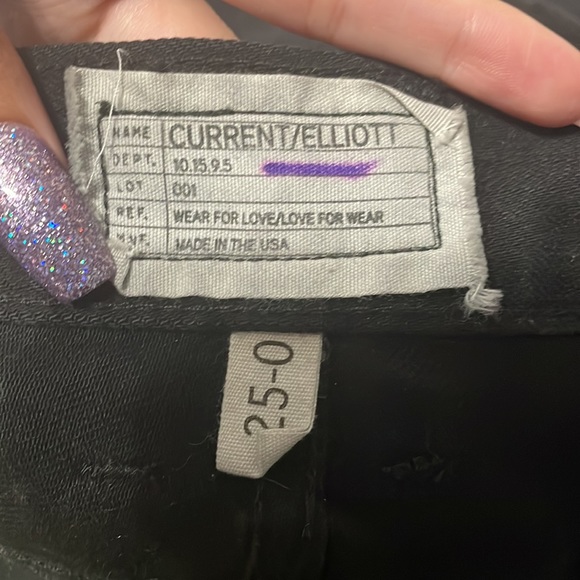 NAME CURRENT/ELLIOTT
DEPT. 10.15.9.5
LOT 001
REF. WEAR FOR LOVE/LOVE FOR WEAR
MNF. MADE IN THE USA
25-0